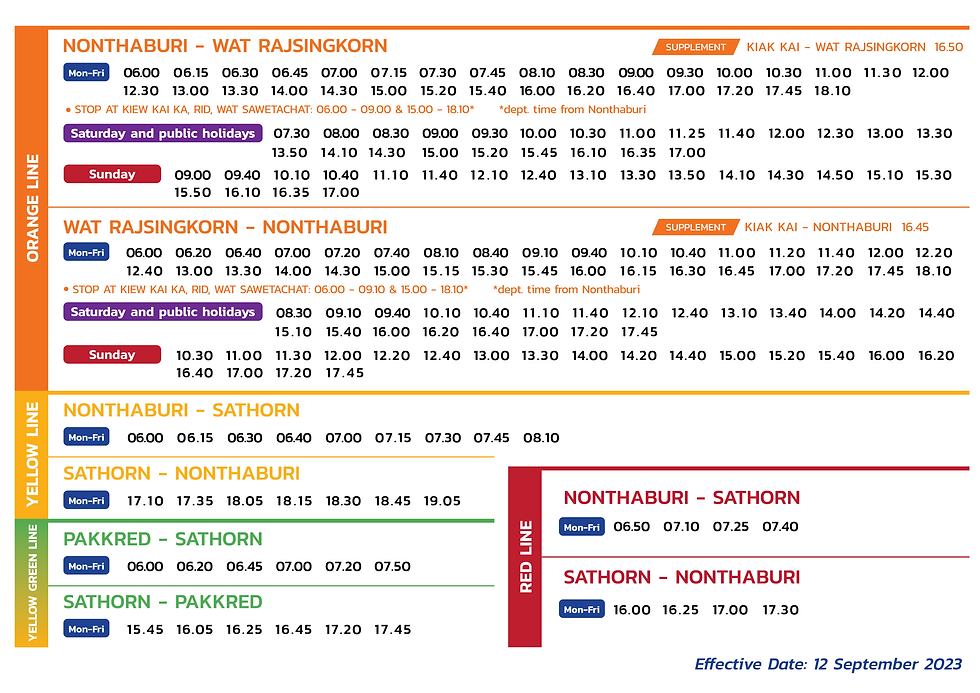 ORANGE LINE
NONTHABURI - WAT RAJSINGKORN
SUPPLEMENT KIAK KAI - WAT RAJSINGKORN 16.50
Mon-Fri 06.00 06.15 06.30 06.45 07.00 07.15 07.30 07.45 08.10 08.30 09.00 09.30 10.00 10.30 11.00 11.30 12.00
12.30 13.00 13.30 14.00 14.30 15.00 15.20 15.40 16.00 16.20 16.40 17.00 17.20 17.45 18.10
• STOP AT KIEW KAI KA, RID, WAT SAWETACHAT: 06.00 - 09.00 & 15.00 - 18.10* *dept. time from Nonthaburi
Saturday and public holidays 07.30 08.00 08.30 09.00 09.30 10.00 10.30 11.00 11.25 11.40 12.00 12.30 13.00 13.30
13.50 14.10 14.30 15.00 15.20 15.45 16.10 16.35 17.00
Sunday 09.00 09.40 10.10 10.40 11.10 11.40 12.10 12.40 13.10 13.30 13.50 14.10 14.30 14.50 15.10 15.30
15.50 16.10 16.35 17.00
WAT RAJSINGKORN - NONTHABURI
SUPPLEMENT KIAK KAI - NONTHABURI 16.45
Mon-Fri 06.00 06.20 06.40 07.00 07.20 07.40 08.10 08.40 09.10 09.40 10.10 10.40 11.00 11.20 11.40 12.00 12.20
12.40 13.00 13.30 14.00 14.30 15.00 15.15 15.30 15.45 16.00 16.15 16.30 16.45 17.00 17.20 17.45 18.10
• STOP AT KIEW KAI KA, RID, WAT SAWETACHAT: 06.00 - 09.10 & 15.00 - 18.10* *dept. time from Nonthaburi
Saturday and public holidays 08.30 09.10 09.40 10.10 10.40 11.10 11.40 12.10 12.40 13.10 13.40 14.00 14.20 14.40
15.10 15.40 16.00 16.20 16.40 17.00 17.20 17.45
Sunday 10.30 11.00 11.30 12.00 12.20 12.40 13.00 13.30 14.00 14.20 14.40 15.00 15.20 15.40 16.00 16.20
16.40 17.00 17.20 17.45
YELLOW LINE
NONTHABURI - SATHORN
Mon-Fri 06.00 06.15 06.30 06.40 07.00 07.15 07.30 07.45 08.10
SATHORN - NONTHABURI
Mon-Fri 17.10 17.35 18.05 18.15 18.30 18.45 19.05
YELLOW GREEN LINE
PAKKRED - SATHORN
Mon-Fri 06.00 06.20 06.45 07.00 07.20 07.50
SATHORN - PAKKRED
Mon-Fri 15.45 16.05 16.25 16.45 17.20 17.45
RED LINE
NONTHABURI - SATHORN
Mon-Fri 06.50 07.10 07.25 07.40
SATHORN - NONTHABURI
Mon-Fri 16.00 16.25 17.00 17.30
Effective Date: 12 September 2023